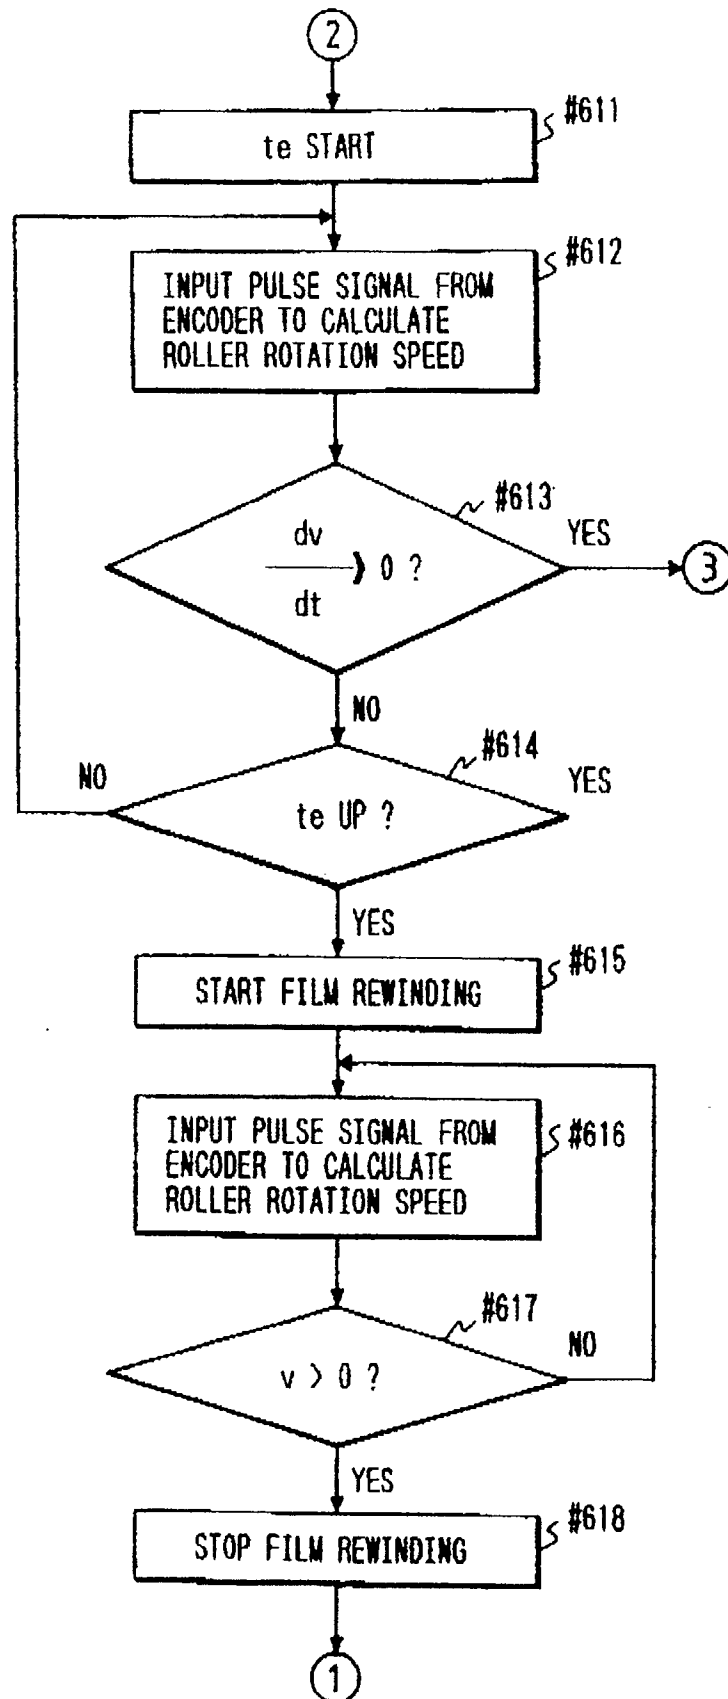 2
#611
te START
#612
INPUT PULSE SIGNAL FROM
ENCODER TO CALCULATE
ROLLER ROTATION SPEED
#613
dv
dt
> 0 ?
YES
3
NO
#614
NO
te UP ?
YES
YES
#615
START FILM REWINDING
#616
INPUT PULSE SIGNAL FROM
ENCODER TO CALCULATE
ROLLER ROTATION SPEED
#617
v > 0 ?
NO
YES
#618
STOP FILM REWINDING
1